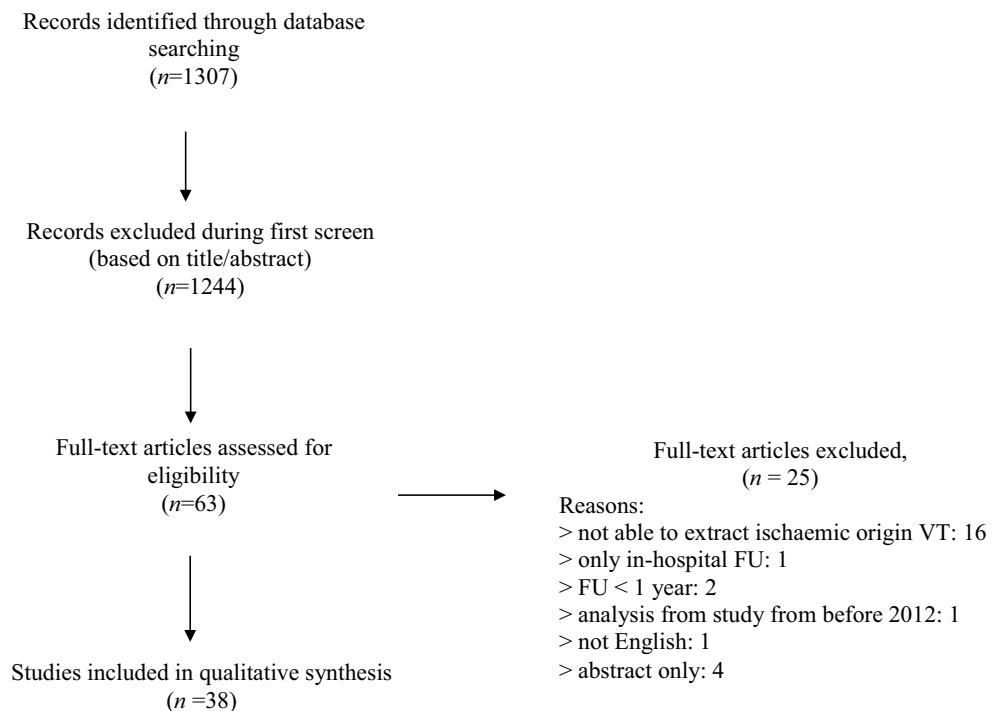 Records identified through database
searching
(n=1307)
Records excluded during first screen
(based on title/abstract)
(n=1244)
Full-text articles assessed for
eligibility
(n=63)
Full-text articles excluded,
(n = 25)
Reasons:
> not able to extract ischaemic origin VT: 16
> only in-hospital FU: 1
> FU < 1 year: 2
> analysis from study from before 2012: 1
> not English: 1
> abstract only: 4
Studies included in qualitative synthesis
(n =38)